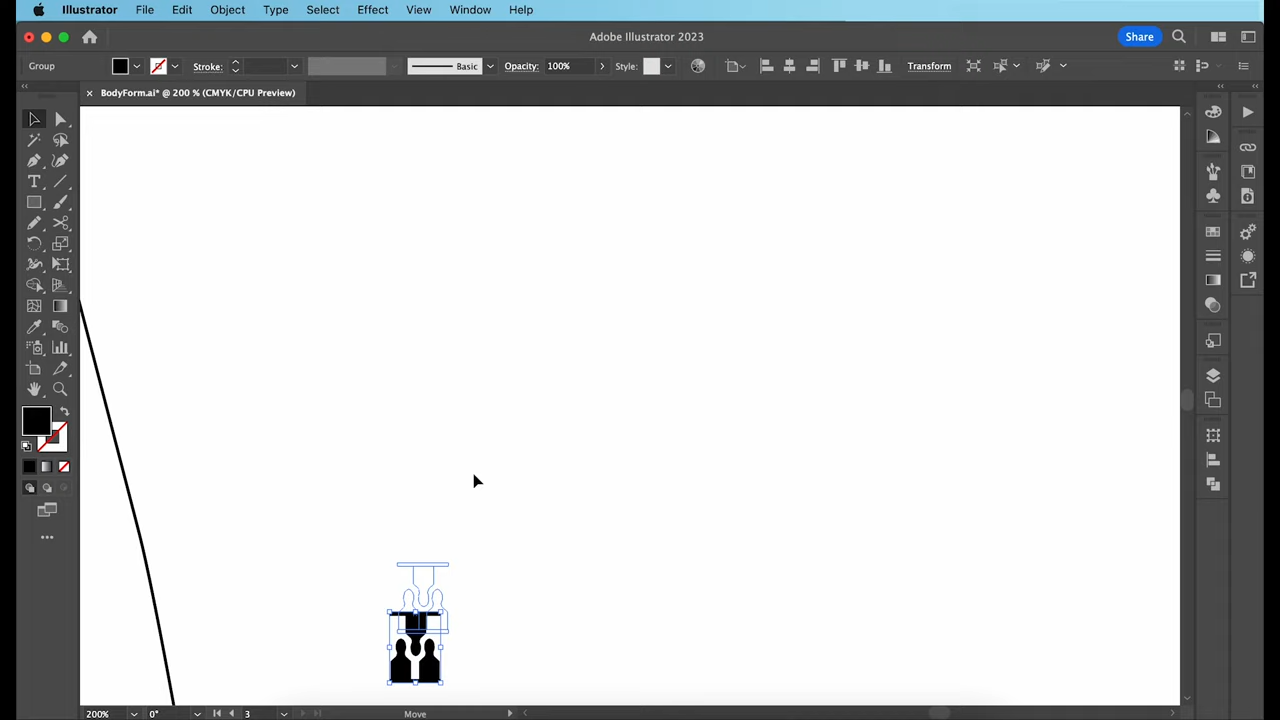 Illustrator File Edit Object Type Select Effect View Window Help
Adobe Illustrator 2023
Share
Group
Stroke:
Basic
Opacity: 100%
Style:
Transform
× BodyForm.ai* @ 200 % (CMYK/CPU Preview)
200%
0°
3
Move